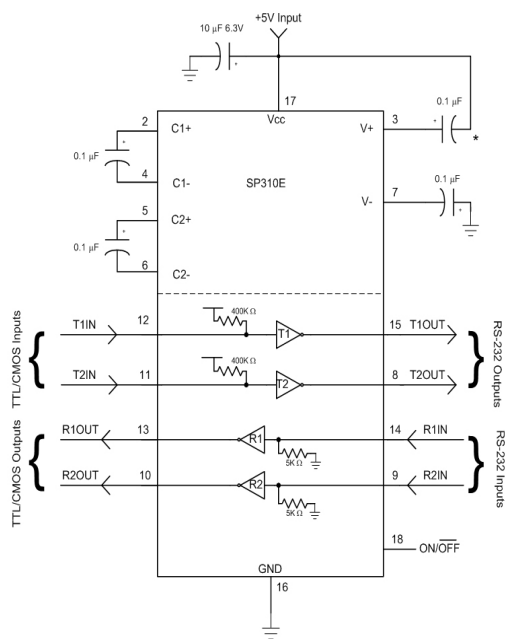 +5V Input
10 µF 6.3V
+
17
Vcc
2
C1+
3
V+
0.1 µF
+
*
0.1 µF
+
4
C1-
SP310E
0.1 µF
7
V-
+
5
C2+
0.1 µF
+
6
C2-
TTL/CMOS Inputs
{
T1IN
12
400K Ω
T1
15
T1OUT
T2IN
11
400K Ω
T2
8
T2OUT
}
RS-232 Outputs
TTL/CMOS Outputs
{
R1OUT
13
R1
5K Ω
14
R1IN
R2OUT
10
R2
5K Ω
9
R2IN
}
RS-232 Inputs
18
ON/OFF
GND
16